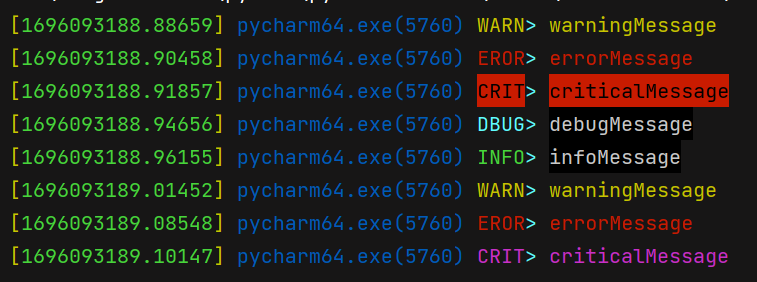 [1696093188.88659] pycharm64.exe(5760) WARN> warningMessage
[1696093188.90458] pycharm64.exe(5760) EROR> errorMessage
[1696093188.91857] pycharm64.exe(5760) CRIT> criticalMessage
[1696093188.94656] pycharm64.exe(5760) DBUG> debugMessage
[1696093188.96155] pycharm64.exe(5760) INFO> infoMessage
[1696093189.01452] pycharm64.exe(5760) WARN> warningMessage
[1696093189.08548] pycharm64.exe(5760) EROR> errorMessage
[1696093189.10147] pycharm64.exe(5760) CRIT> criticalMessage